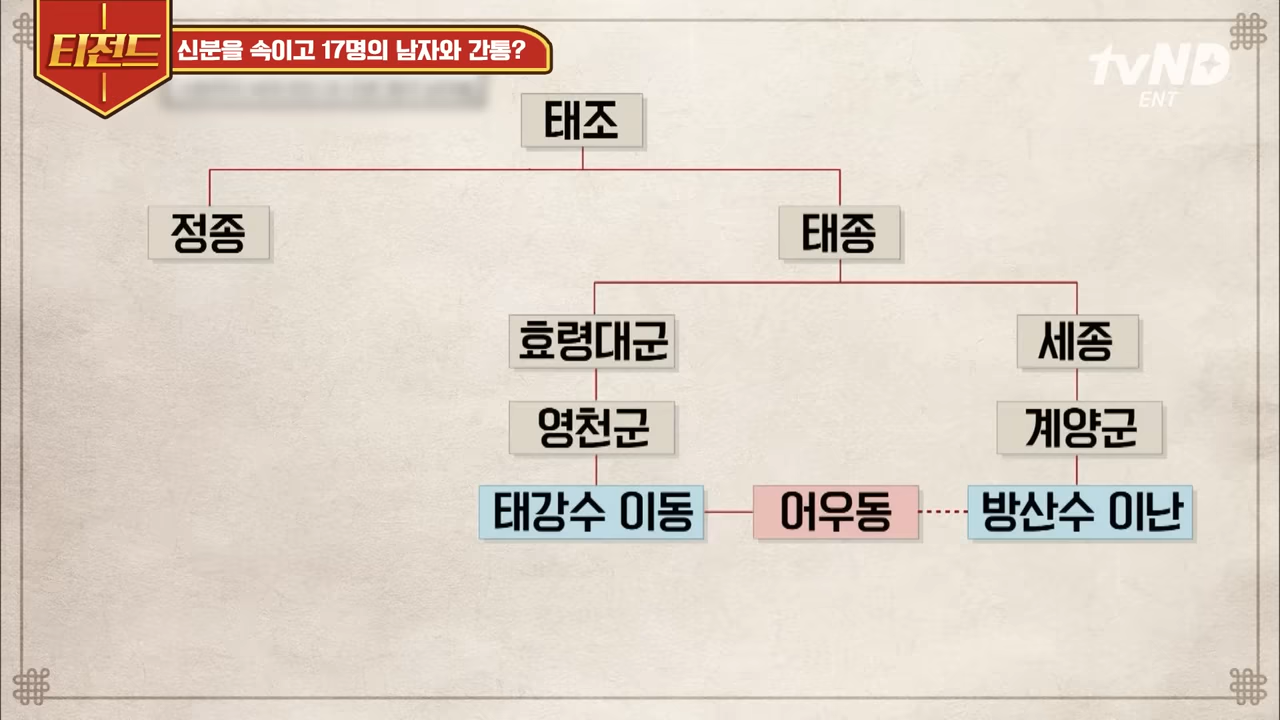 티전드
신분을 속이고 17명의 남자와 간통?
tvND
ENT
태조
정종
태종
효령대군
세종
영천군
계양군
태강수 이동
어우동
방산수 이난